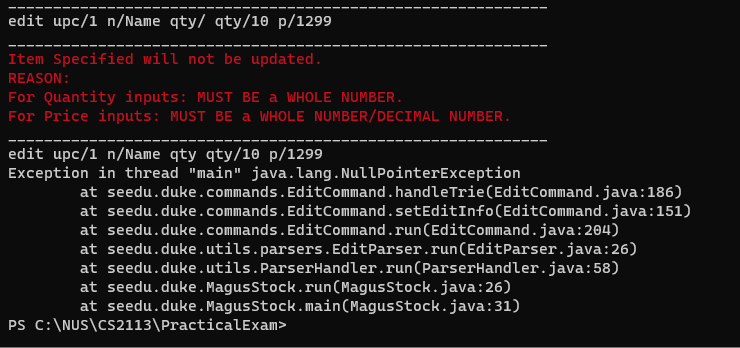 ____________________________________________________________
edit upc/1 n/Name qty/ qty/10 p/1299
____________________________________________________________
Item Specified will not be updated.
REASON:
For Quantity inputs: MUST BE a WHOLE NUMBER.
For Price inputs: MUST BE a WHOLE NUMBER/DECIMAL NUMBER.
____________________________________________________________
edit upc/1 n/Name qty qty/10 p/1299
Exception in thread "main" java.lang.NullPointerException
        at seedu.duke.commands.EditCommand.handleTrie(EditCommand.java:186)
        at seedu.duke.commands.EditCommand.setEditInfo(EditCommand.java:151)
        at seedu.duke.commands.EditCommand.run(EditCommand.java:204)
        at seedu.duke.utils.parsers.EditParser.run(EditParser.java:26)
        at seedu.duke.utils.ParserHandler.run(ParserHandler.java:58)
        at seedu.duke.MagusStock.run(MagusStock.java:26)
        at seedu.duke.MagusStock.main(MagusStock.java:31)
PS C:\NUS\CS2113\PracticalExam>